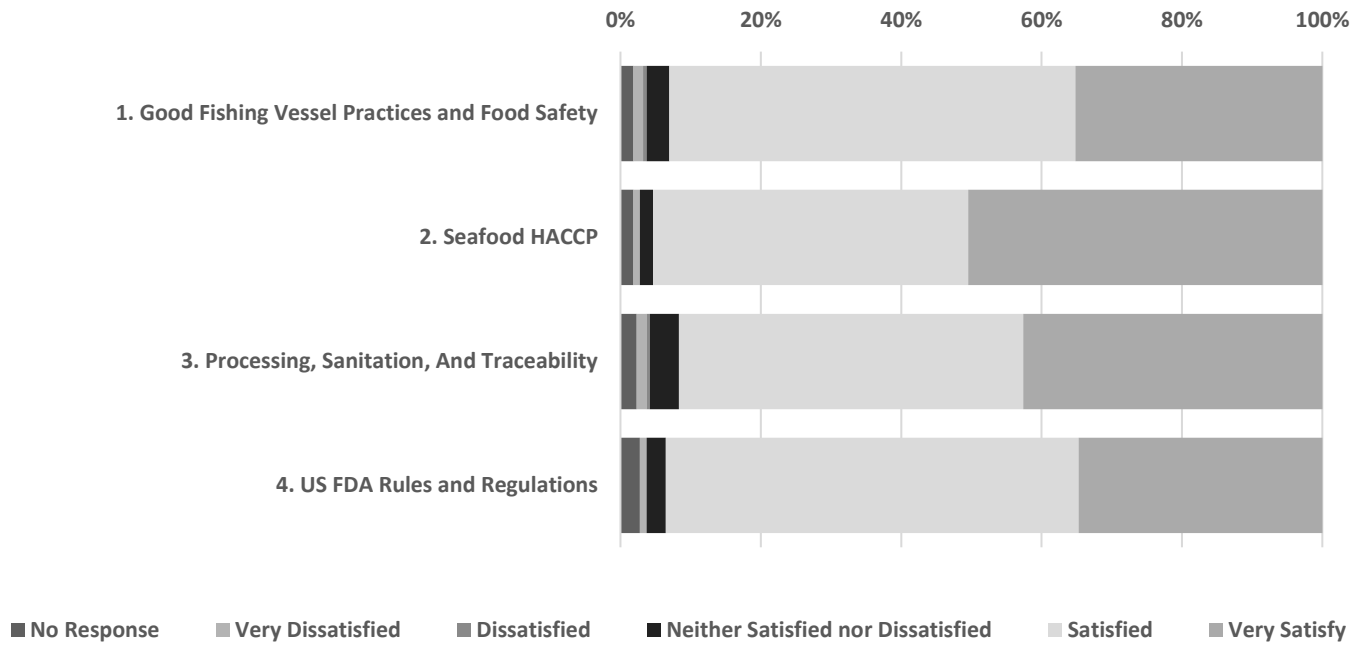 0% 20% 40% 60% 80% 100%
1. Good Fishing Vessel Practices and Food Safety
2. Seafood HACCP
3. Processing, Sanitation, And Traceability
4. US FDA Rules and Regulations
No Response Very Dissatisfied Dissatisfied Neither Satisfied nor Dissatisfied Satisfied Very Satisfy